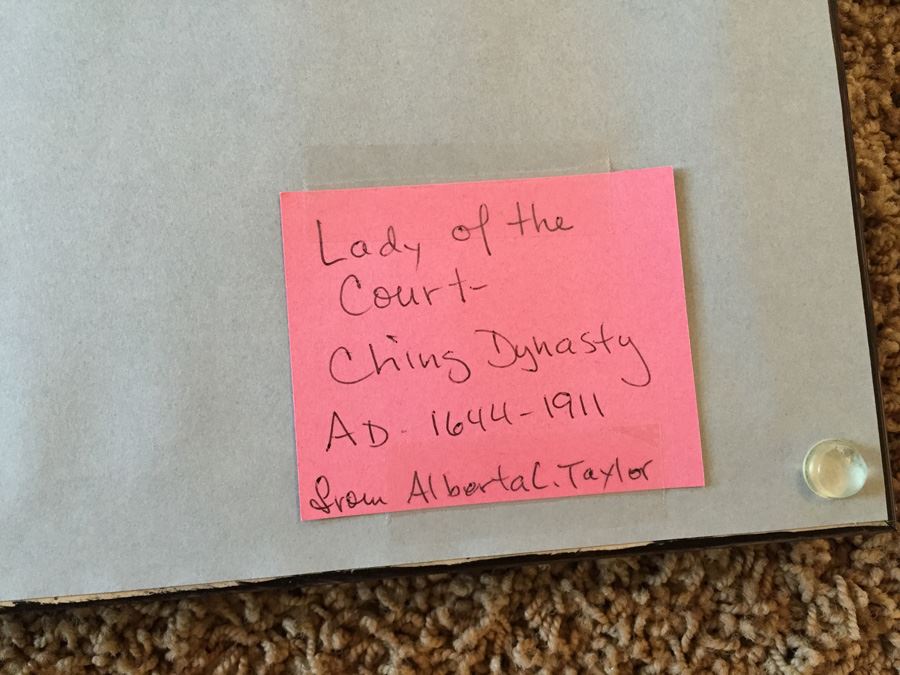 Lady of the
Court-
Ching Dynasty
AD - 1644-1911
from Alberta C. Taylor